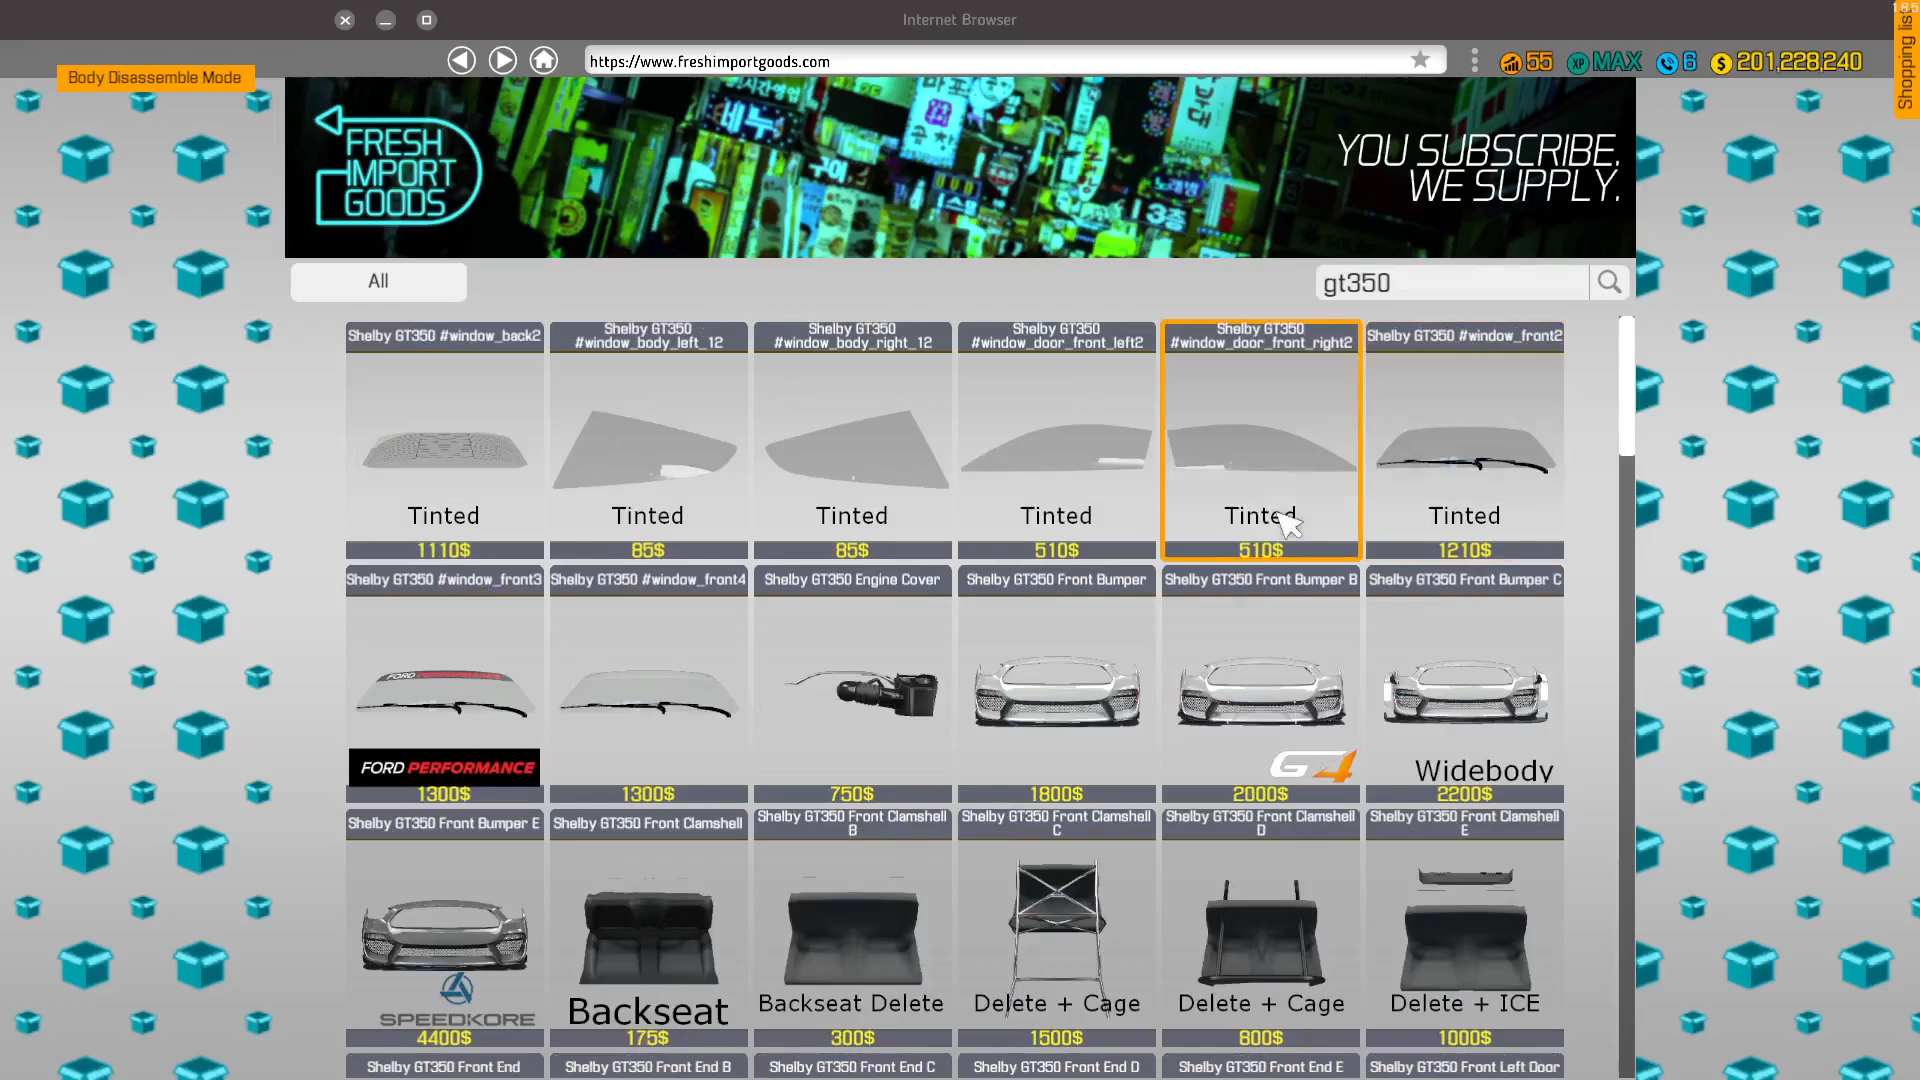 Internet Browser
165
Body Disassemble Mode
https://www.freshimportgoods.com
55
XP MAX
6
$ 201,228,240
Shopping list
FRESH
IMPORT
GOODS
YOU SUBSCRIBE.
WE SUPPLY.
All
gt350
Shelby GT350 #window_back2
Shelby GT350
#window_body_left_12
Shelby GT350
#window_body_right_12
Shelby GT350
#window_door_front_left2
Shelby GT350
#window_door_front_right2
Shelby GT350 #window_front2
Tinted
Tinted
Tinted
Tinted
Tinted
Tinted
1110$
85$
85$
510$
510$
1210$
Shelby GT350 #window_front3
Shelby GT350 #window_front4
Shelby GT350 Engine Cover
Shelby GT350 Front Bumper
Shelby GT350 Front Bumper B
Shelby GT350 Front Bumper C
FORD PERFORMANCE
FORD PERFORMANCE
G4
Widebody
1300$
1300$
750$
1800$
2000$
2200$
Shelby GT350 Front Bumper E
Shelby GT350 Front Clamshell
Shelby GT350 Front Clamshell
B
Shelby GT350 Front Clamshell
C
Shelby GT350 Front Clamshell
D
Shelby GT350 Front Clamshell
E
SPEEDKORE
Backseat
Backseat Delete
Delete + Cage
Delete + Cage
Delete + ICE
4400$
175$
300$
1500$
800$
1000$
Shelby GT350 Front End
Shelby GT350 Front End B
Shelby GT350 Front End C
Shelby GT350 Front End D
Shelby GT350 Front End E
Shelby GT350 Front Left Door